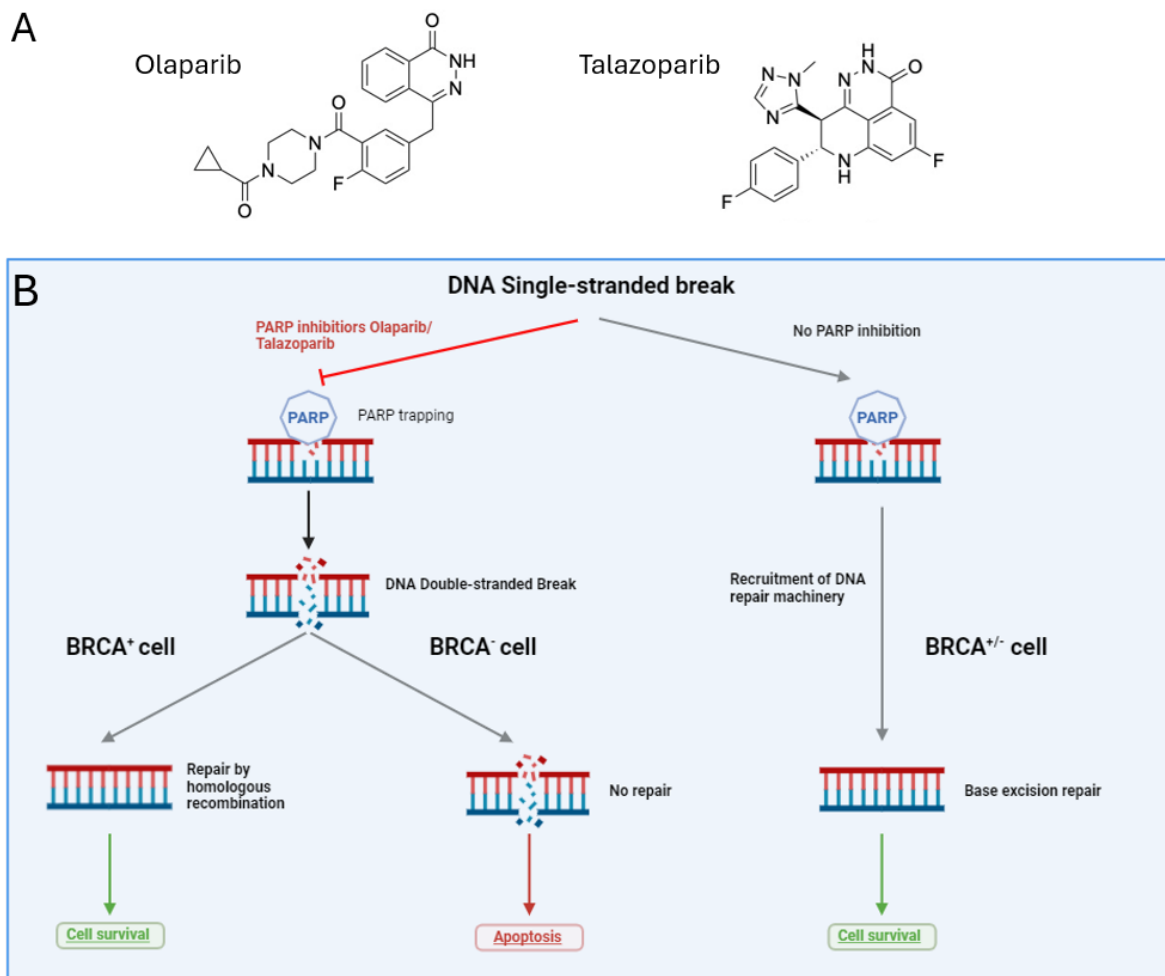 A
Olaparib
O
NH
N
O
N
N
F
O
Talazoparib
H
N
N
O
N
N
N
N
H
F
F
B
DNA Single-stranded break
PARP inhibitiors Olaparib/
Talazoparib
No PARP inhibition
PARP
PARP trapping
PARP
DNA Double-stranded Break
Recruitment of DNA
repair machinery
BRCA⁺ cell
BRCA⁻ cell
BRCA⁺/⁻ cell
Repair by
homologous
recombination
No repair
Base excision repair
Cell survival
Apoptosis
Cell survival